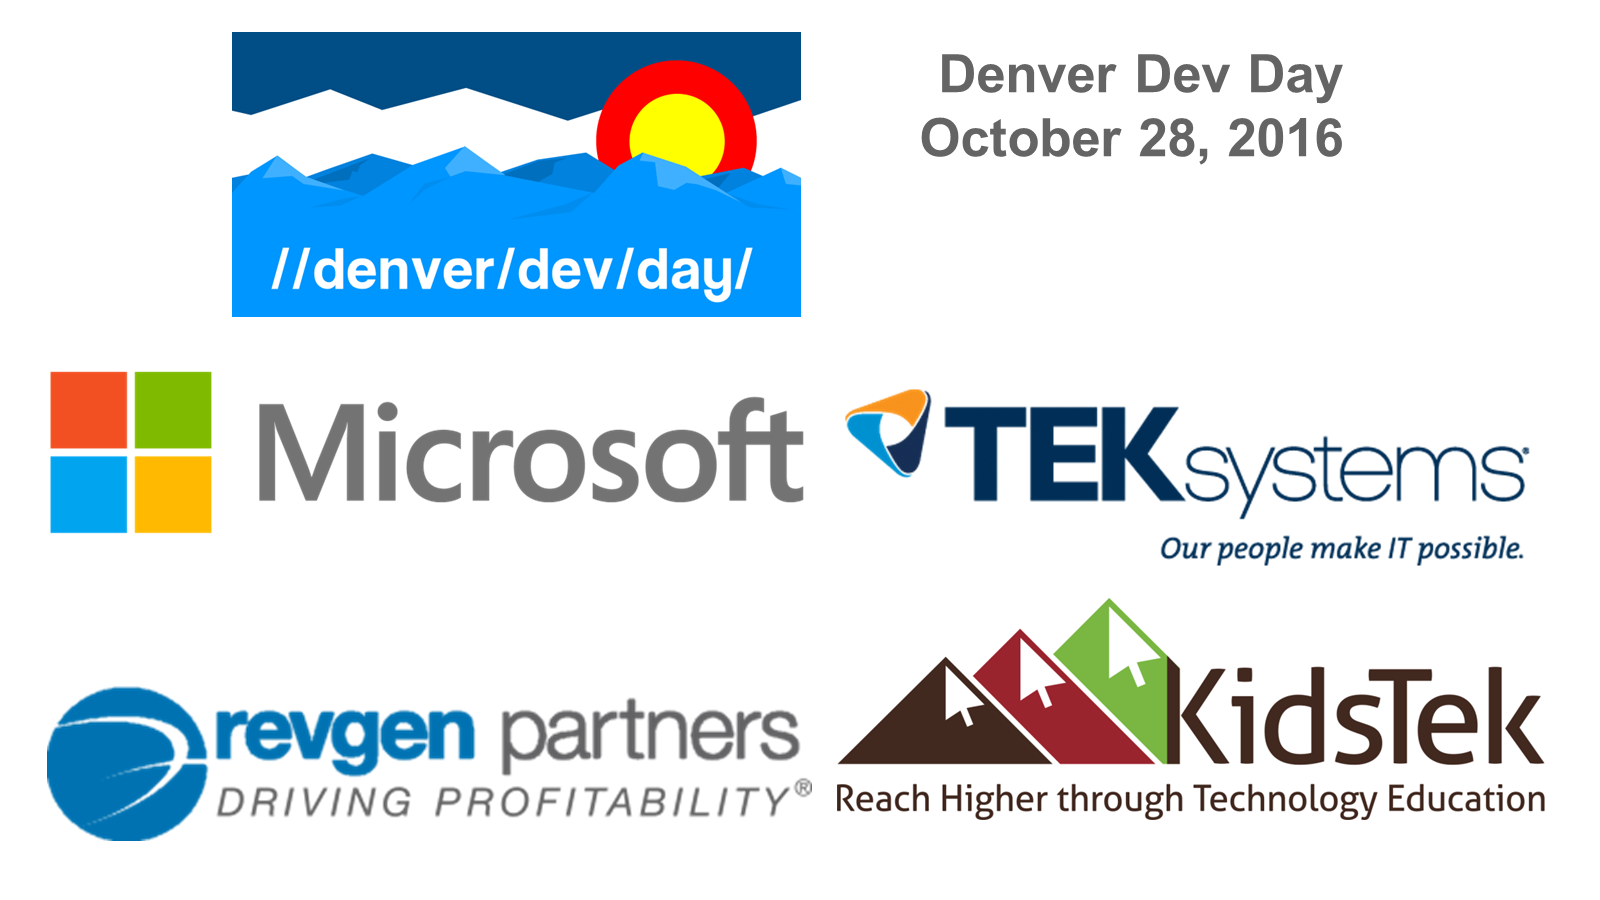 Denver Dev Day
October 28, 2016
//denver/dev/day/
Microsoft
TEKsystems®
Our people make IT possible.
revgen partners
DRIVING PROFITABILITY®
KidsTek
Reach Higher through Technology Education